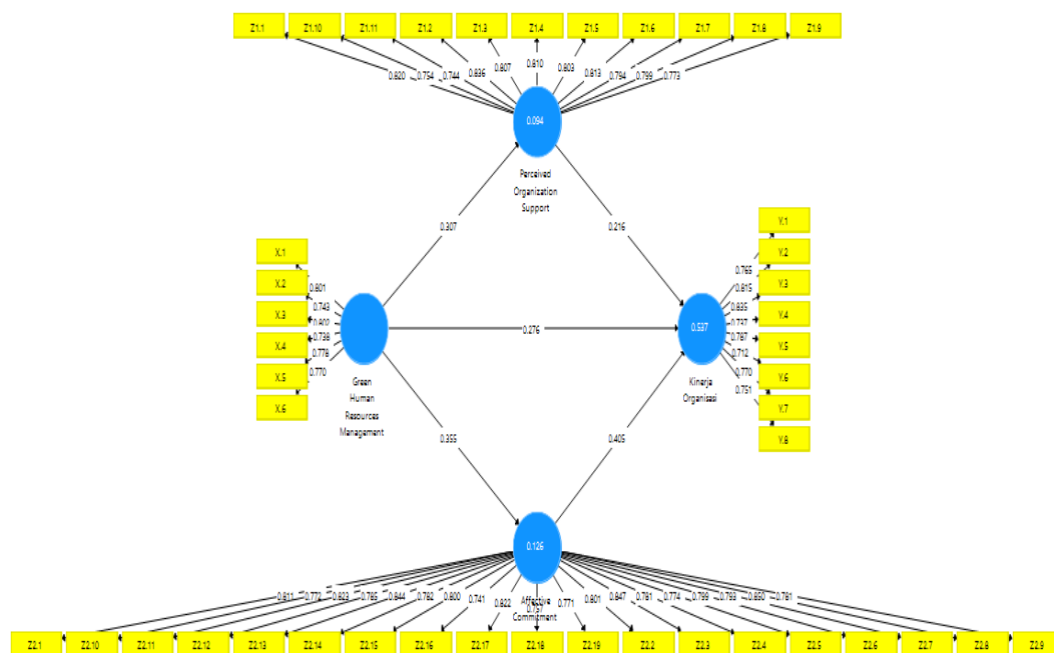 Z1.1 Z1.10 Z1.11 Z1.2 Z1.3 Z1.4 Z1.5 Z1.6 Z1.7 Z1.8 Z1.9
0.820 0.754 0.744 0.836 0.807 0.810 0.803 0.813 0.794 0.799 0.773
0.094
Perceived
Organization
Support
0.307
0.216
X.1
X.2
X.3
X.4
X.5
X.6
0.801
0.743
0.802
0.738
0.778
0.770
Green
Human
Resources
Management
0.276
0.537
Kinerja
Organisasi
0.765
0.815
0.835
0.737
0.787
0.712
0.770
0.751
Y.1
Y.2
Y.3
Y.4
Y.5
Y.6
Y.7
Y.8
0.355
0.405
0.126
Affective
Commitment
0.811 0.772 0.823 0.785 0.844 0.782 0.800 0.741 0.822 0.757 0.771 0.801 0.847 0.781 0.774 0.799 0.793 0.850 0.781
Z2.1 Z2.10 Z2.11 Z2.12 Z2.13 Z2.14 Z2.15 Z2.16 Z2.17 Z2.18 Z2.19 Z2.2 Z2.3 Z2.4 Z2.5 Z2.6 Z2.7 Z2.8 Z2.9